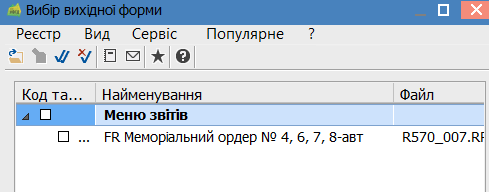 Вибір вихідної форми
Реєстр Вид Сервіс Популярне ?
Код та... Найменування Файл
Меню звітів
... FR Меморіальний ордер № 4, 6, 7, 8-авт R570_007.RF